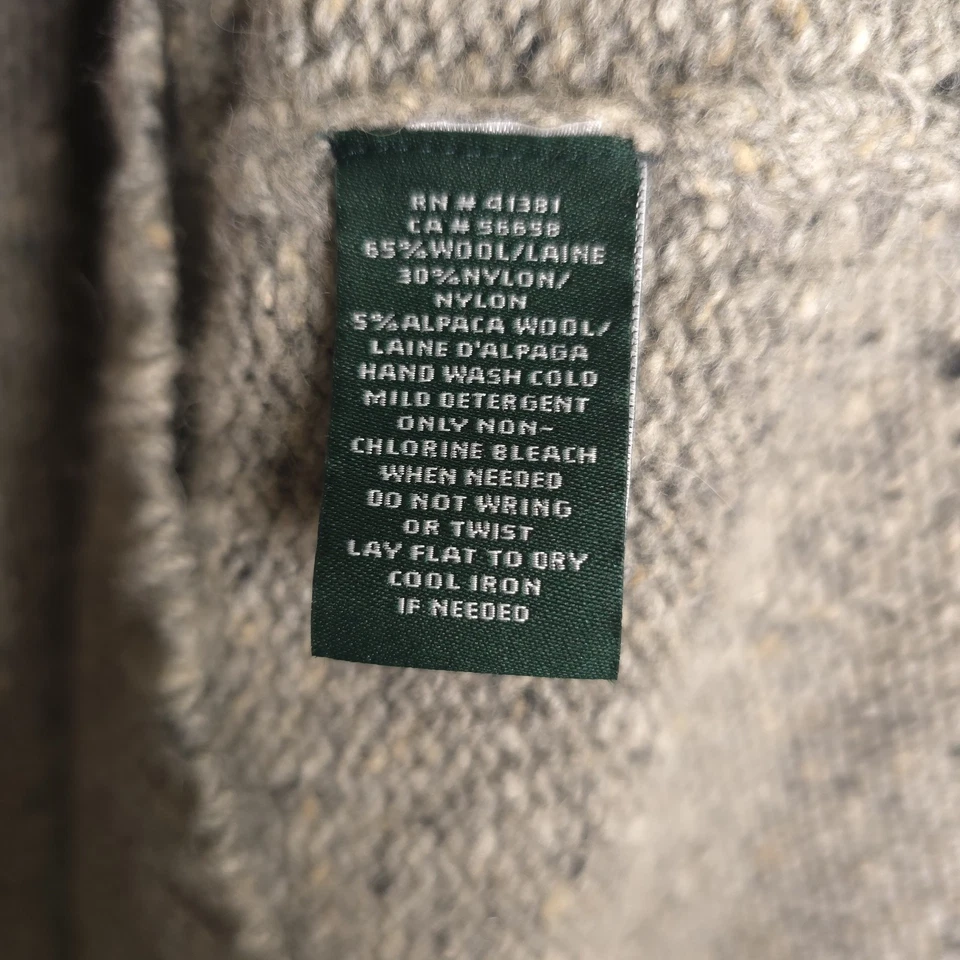 RN # 41381
CA # 56658
65%WOOL/LAINE
30%NYLON/
NYLON
5%ALPACA WOOL/
LAINE D'ALPAGA
HAND WASH COLD
MILD DETERGENT
ONLY NON-
CHLORINE BLEACH
WHEN NEEDED
DO NOT WRING
OR TWIST
LAY FLAT TO DRY
COOL IRON
IF NEEDED